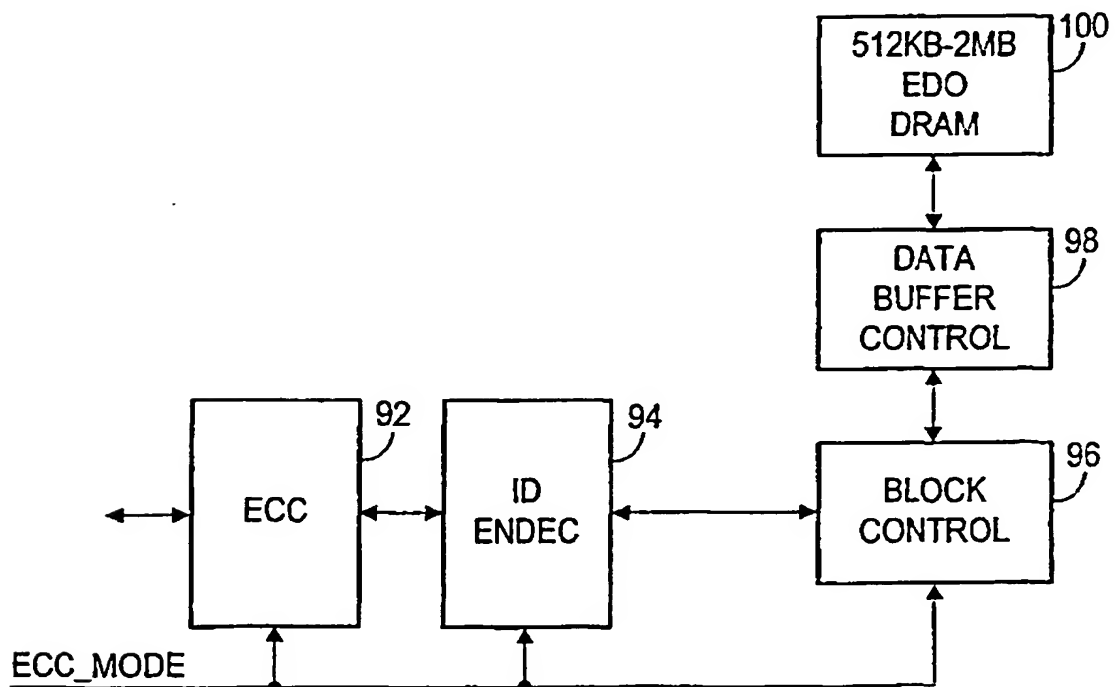 100
512KB-2MB
EDO
DRAM
98
DATA
BUFFER
CONTROL
92
94
96
ECC
ID
ENDEC
BLOCK
CONTROL
ECC_MODE